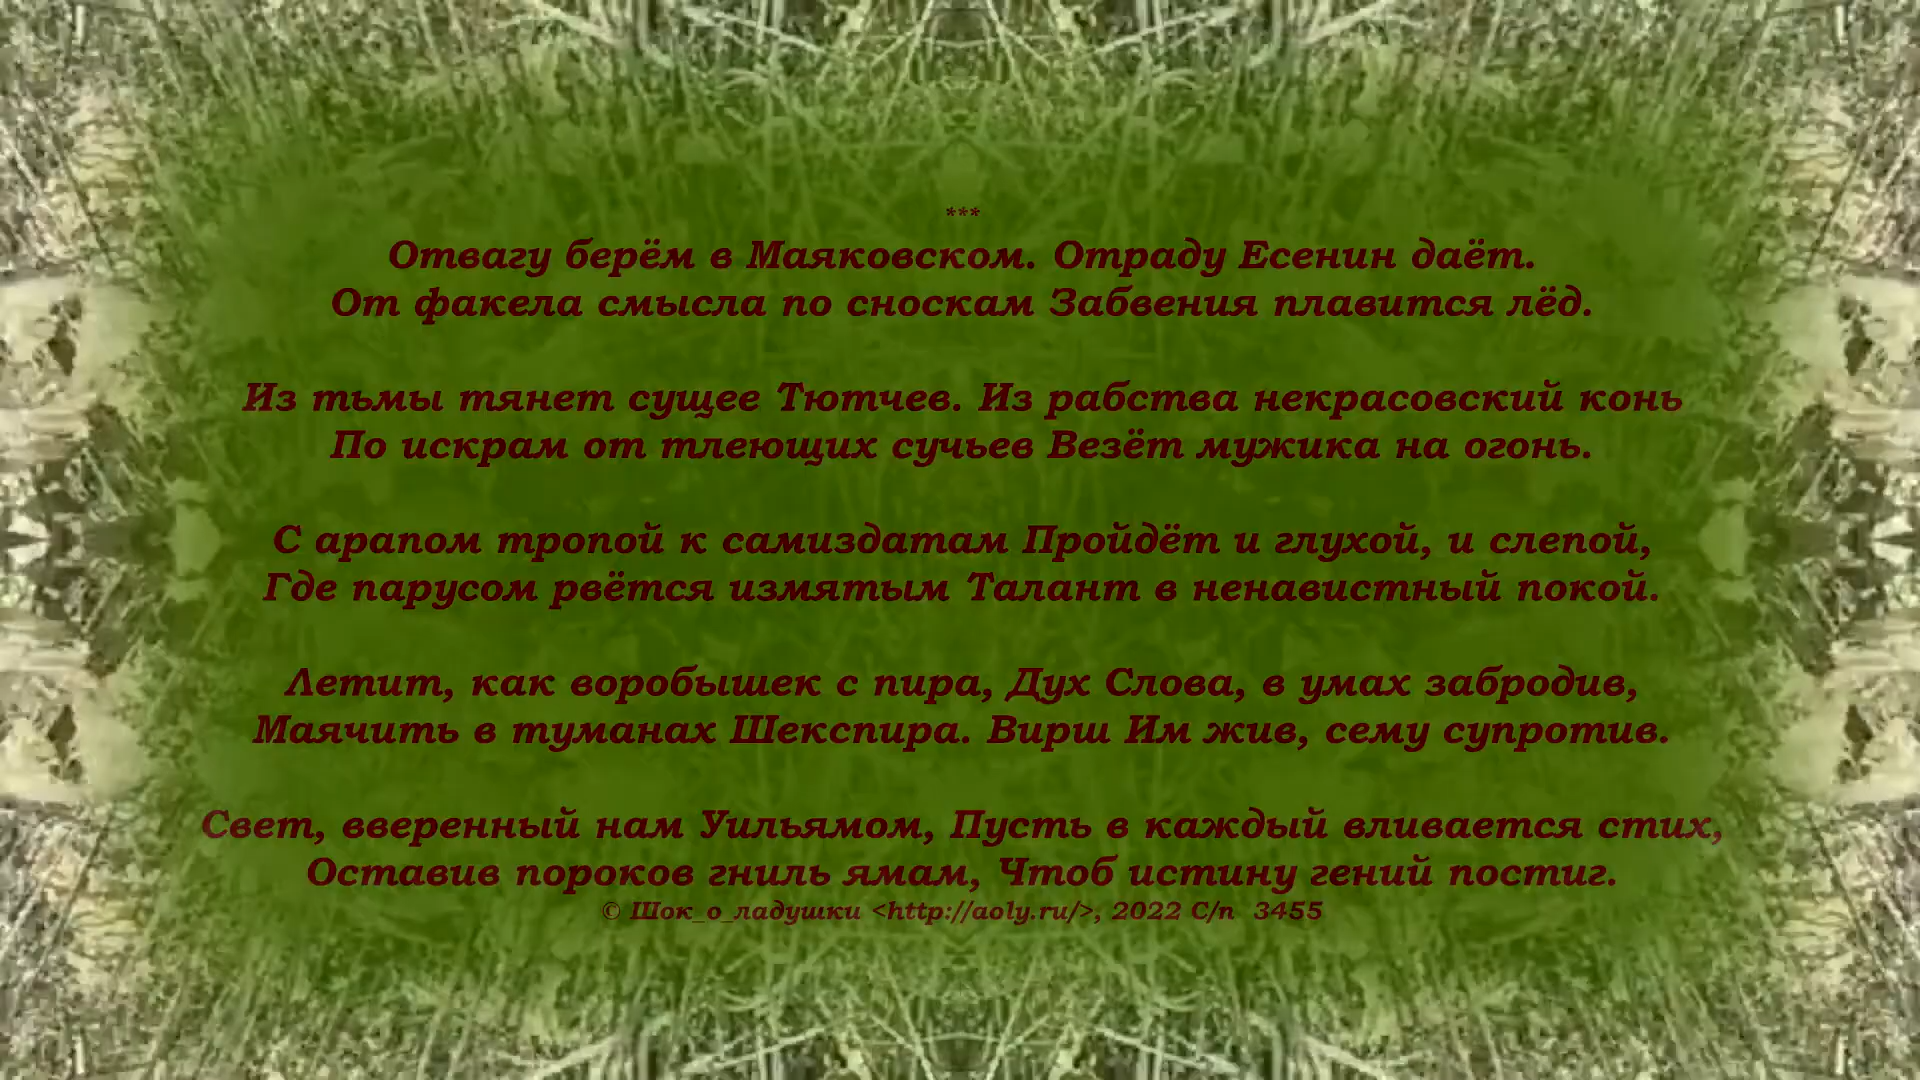 ***
Отвагу берём в Маяковском. Отраду Есенин даёт.
От факела смысла по сноскам Забвения плавится лёд.
Из тьмы тянет сущее Тютчев. Из рабства некрасовский конь
По искрам от тлеющих сучьев Везёт мужика на огонь.
С арапом тропой к самиздатам Пройдёт и глухой, и слепой,
Где парусом рвётся измятым Талант в ненавистный покой.
Летит, как воробышек с пира, Дух Слова, в умах забродив,
Маячить в туманах Шекспира. Вирш Им жив, сему супротив.
Свет, вверенный нам Уильямом, Пусть в каждый вливается стих,
Оставив пороков гниль ямам, Чтоб истину гений постиг.
© Шок_о_ладушки <http://aoly.ru/>, 2022 С/п 3455